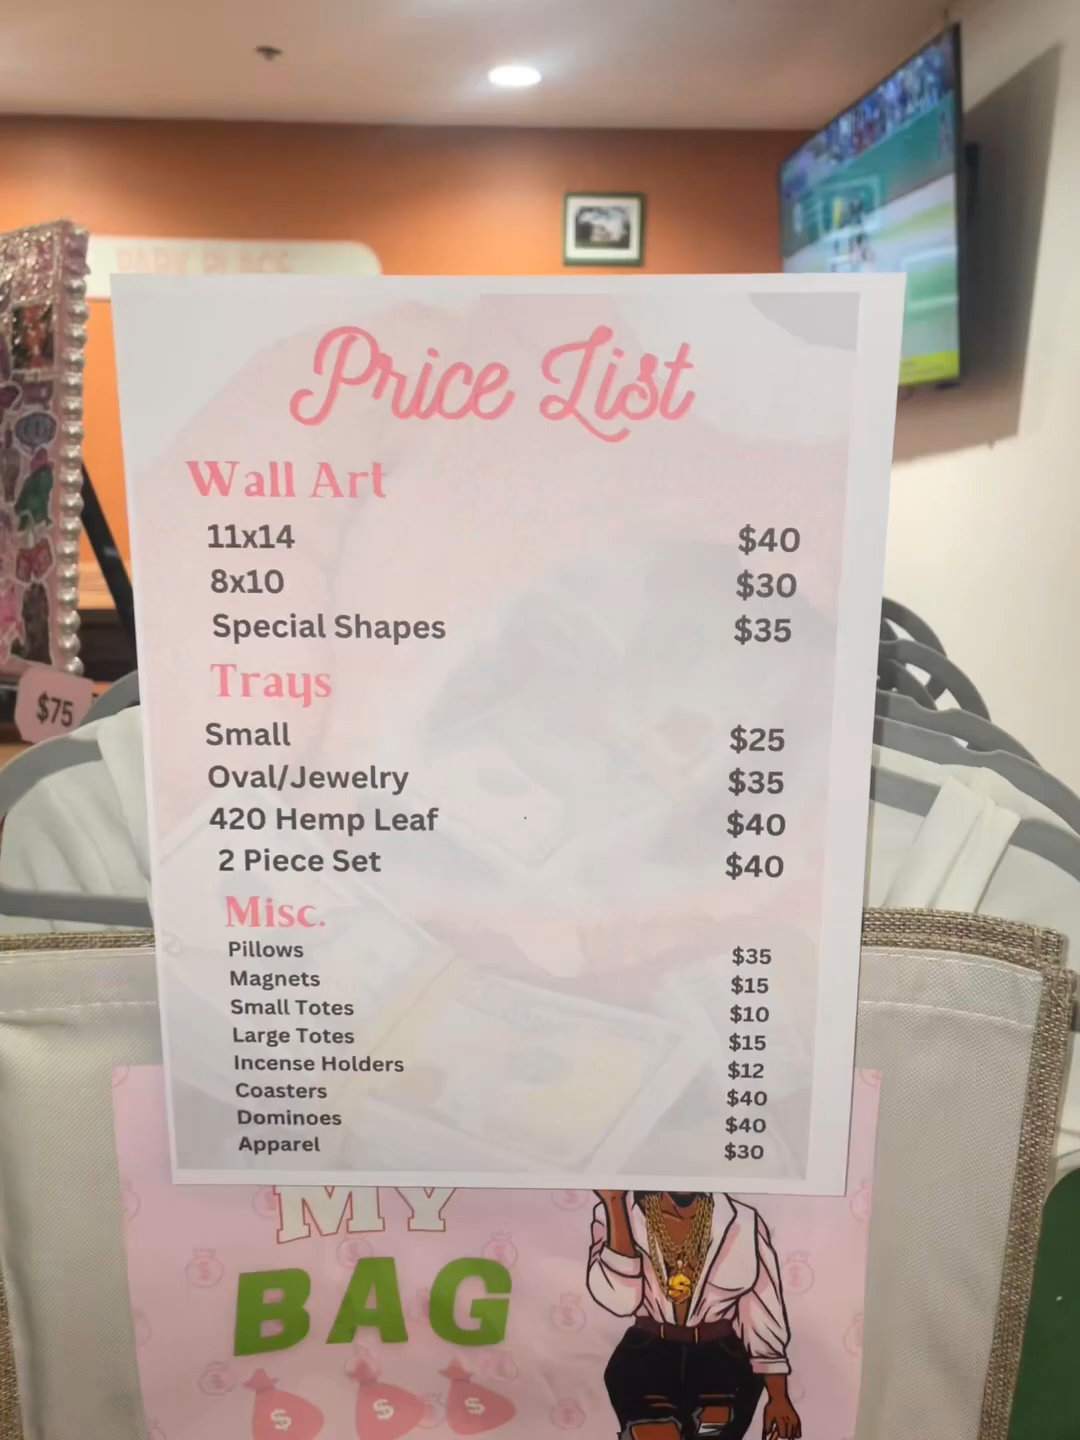 PARK PLACE
Price List
Wall Art
11x14 $40
8x10 $30
Special Shapes $35
Trays
$75
Small $25
Oval/Jewelry $35
420 Hemp Leaf $40
2 Piece Set $40
Misc.
Pillows $35
Magnets $15
Small Totes $10
Large Totes $15
Incense Holders $12
Coasters $40
Dominoes $40
Apparel $30
MY
BAG
$ $ $